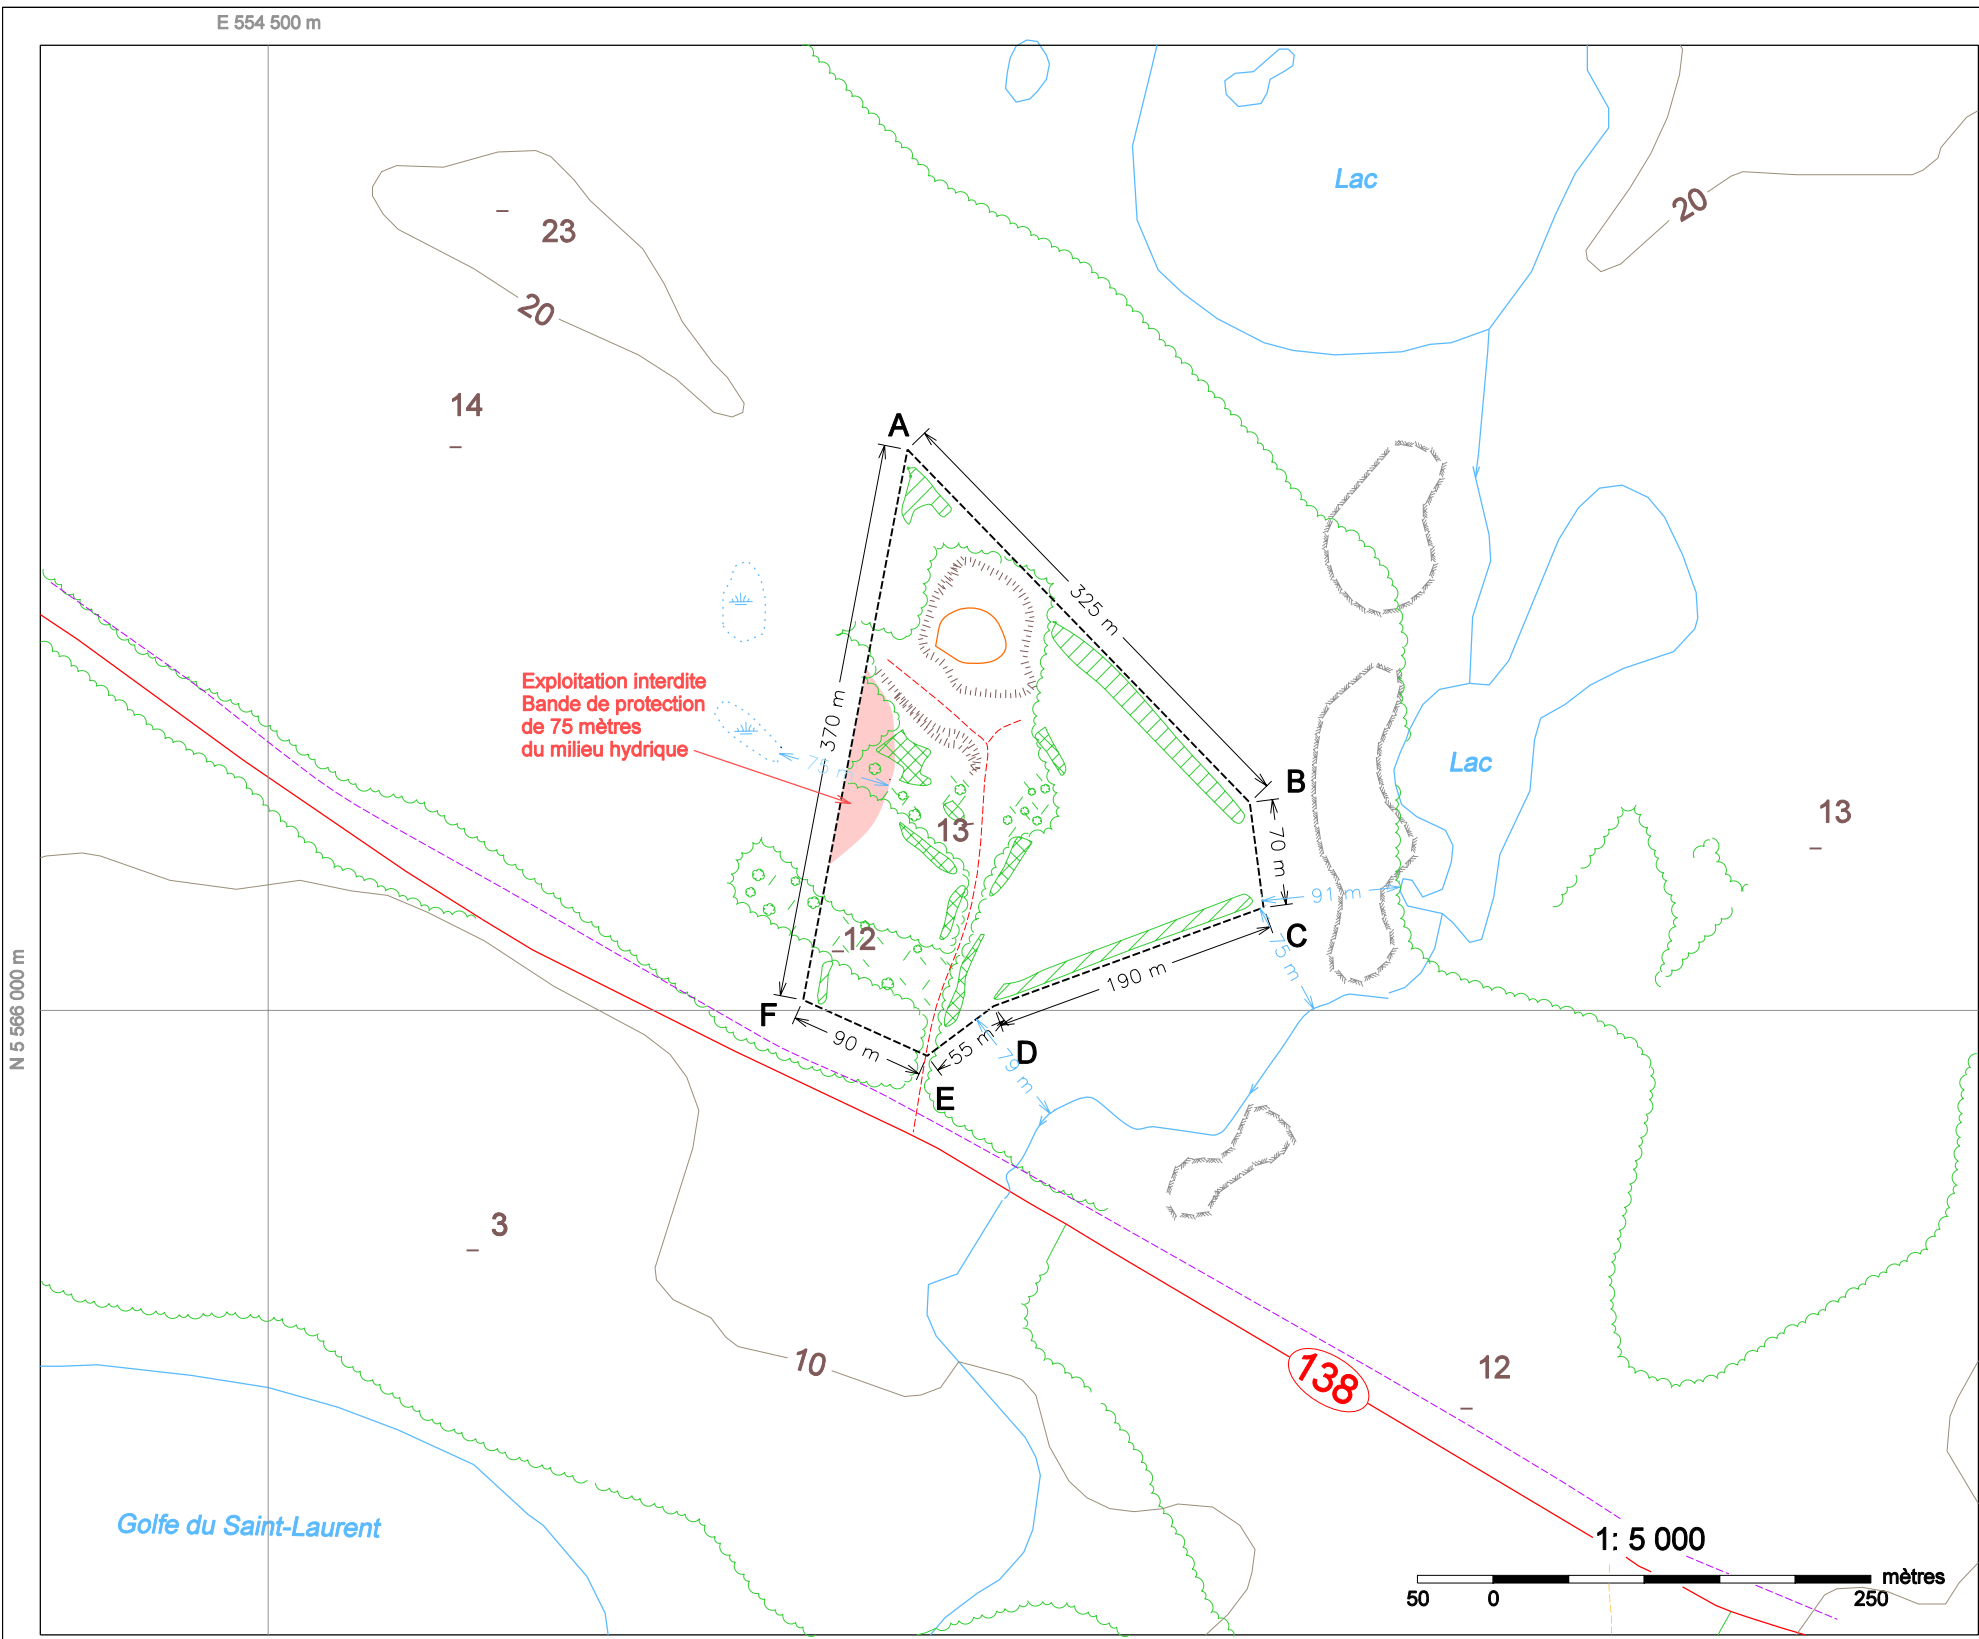 E 554 500 m
Lac
20
23
20
14
A
325 m
370 m
Exploitation interdite
Bande de protection
de 75 mètres
du milieu hydrique
75 m
B
Lac
13
13
70 m
91 m
C
12
75 m
190 m
F
N 5 566 000 m
90 m
55 m
D
79 m
E
3
10
138
12
Golfe du Saint-Laurent
1: 5 000
mètres
50 0 250